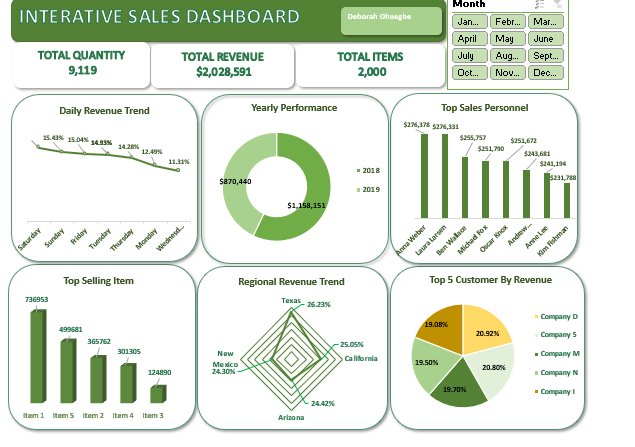 INTERATIVE SALES DASHBOARD
Deborah Ohaegbe
Month
Jan... Febr... Mar...
April May June
July Aug... Sept...
Oct... Nov... Dec...
TOTAL QUANTITY
9,119
TOTAL REVENUE
$2,028,591
TOTAL ITEMS
2,000
Daily Revenue Trend
15.43%
15.04%
14.93%
14.28%
12.49%
11.31%
Saturday
Sunday
Friday
Tuesday
Thursday
Monday
Wednesd...
Yearly Performance
$870,440
$1,158,151
2018
2019
Top Sales Personnel
$276,378
$276,331
$255,757
$251,790
$251,672
$243,681
$241,194
$231,788
Anna Weber
Laura Larsen
Ben Wallace
Michael Fox
Oscar Knox
Andrew...
Anne Lee
Kim Fishman
Top Selling Item
736953
499681
365762
301305
124890
Item 1 Item 5 Item 2 Item 4 Item 3
Regional Revenue Trend
Texas
26.23%
25.05%
California
New
Mexico
24.30%
24.42%
Arizona
Top 5 Customer By Revenue
19.08%
20.92%
19.50%
20.80%
19.70%
Company D
Company S
Company M
Company N
Company I